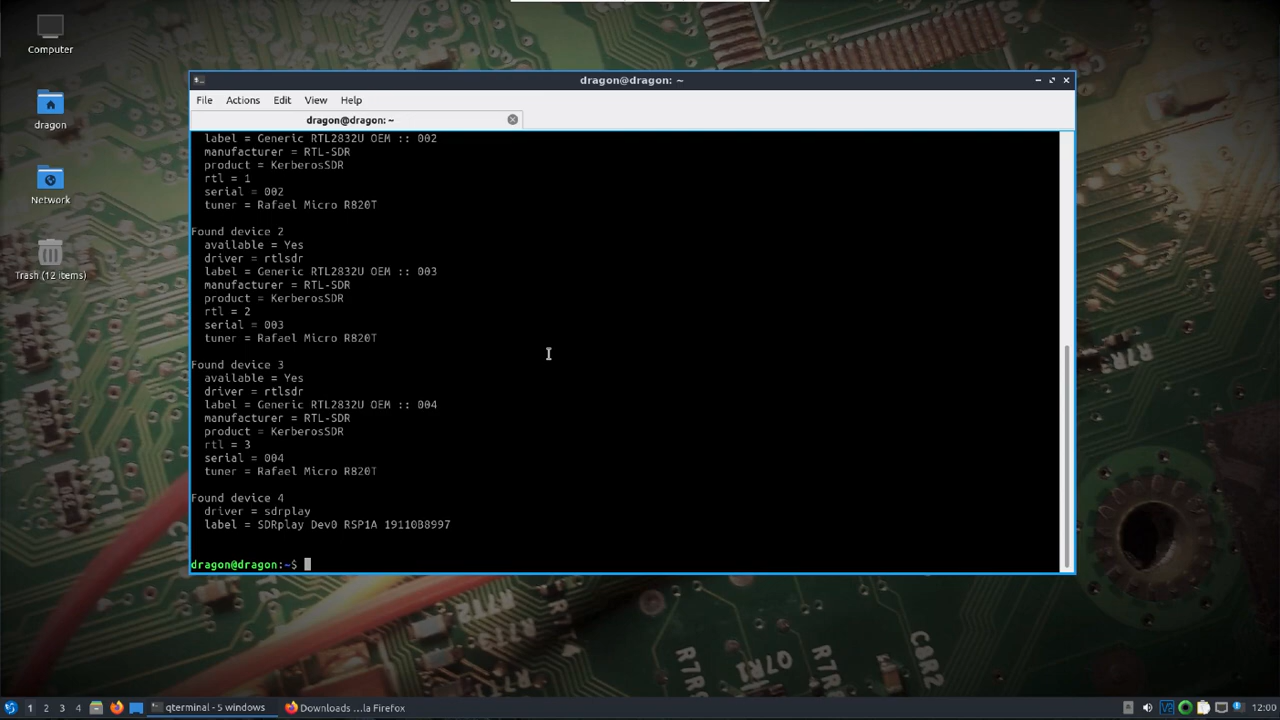 Computer
dragon
Network
Trash (12 items)
dragon@dragon: ~
File Actions Edit View Help
dragon@dragon: ~
label = Generic RTL2832U OEM :: 002
manufacturer = RTL-SDR
product = KerberosSDR
rtl = 1
serial = 002
tuner = Rafael Micro R820T
Found device 2
available = Yes
driver = rtlsdr
label = Generic RTL2832U OEM :: 003
manufacturer = RTL-SDR
product = KerberosSDR
rtl = 2
serial = 003
tuner = Rafael Micro R820T
Found device 3
available = Yes
driver = rtlsdr
label = Generic RTL2832U OEM :: 004
manufacturer = RTL-SDR
product = KerberosSDR
rtl = 3
serial = 004
tuner = Rafael Micro R820T
Found device 4
driver = sdrplay
label = SDRplay Dev0 RSP1A 19110B8997
dragon@dragon:~$
C8R2
1 2 3 4 qterminal - 5 windows Downloads ...la Firefox 12:00